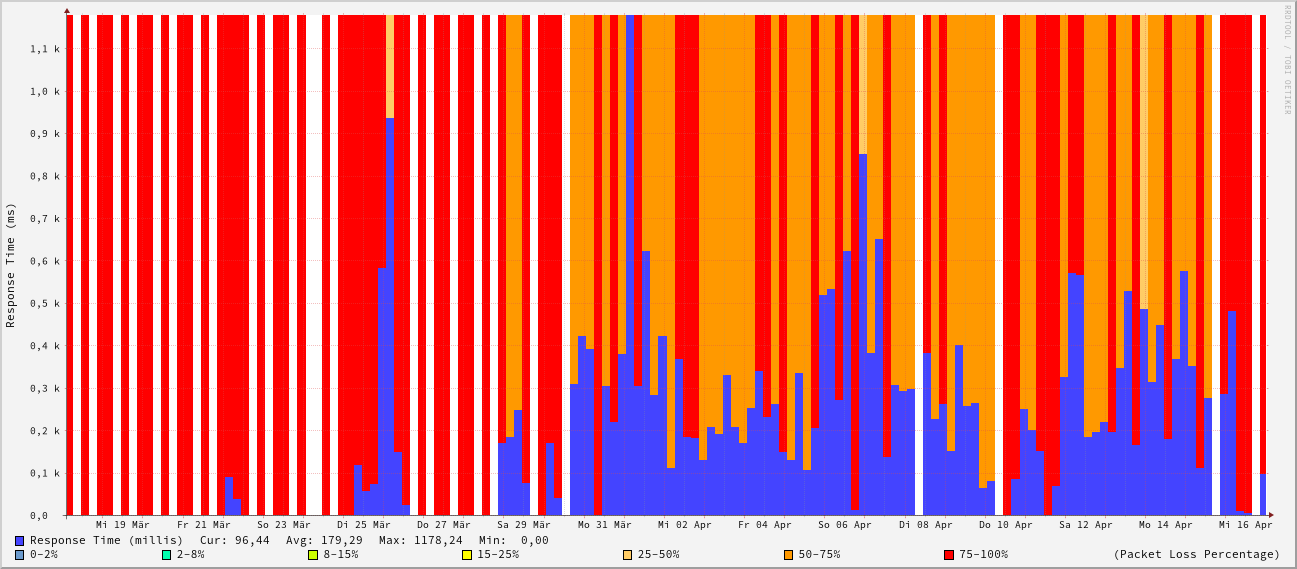 RRDTOOL / TOBI OETIKER
Response Time (ms)
1,1 k
1,0 k
0,9 k
0,8 k
0,7 k
0,6 k
0,5 k
0,4 k
0,3 k
0,2 k
0,1 k
0,0
Mi 19 Mär Fr 21 Mär So 23 Mär Di 25 Mär Do 27 Mär Sa 29 Mär Mo 31 Mär Mi 02 Apr Fr 04 Apr So 06 Apr Di 08 Apr Do 10 Apr Sa 12 Apr Mo 14 Apr Mi 16 Apr
Response Time (millis) Cur: 96,44 Avg: 179,29 Max: 1178,24 Min: 0,00
0-2% 2-8% 8-15% 15-25% 25-50% 50-75% 75-100% (Packet Loss Percentage)